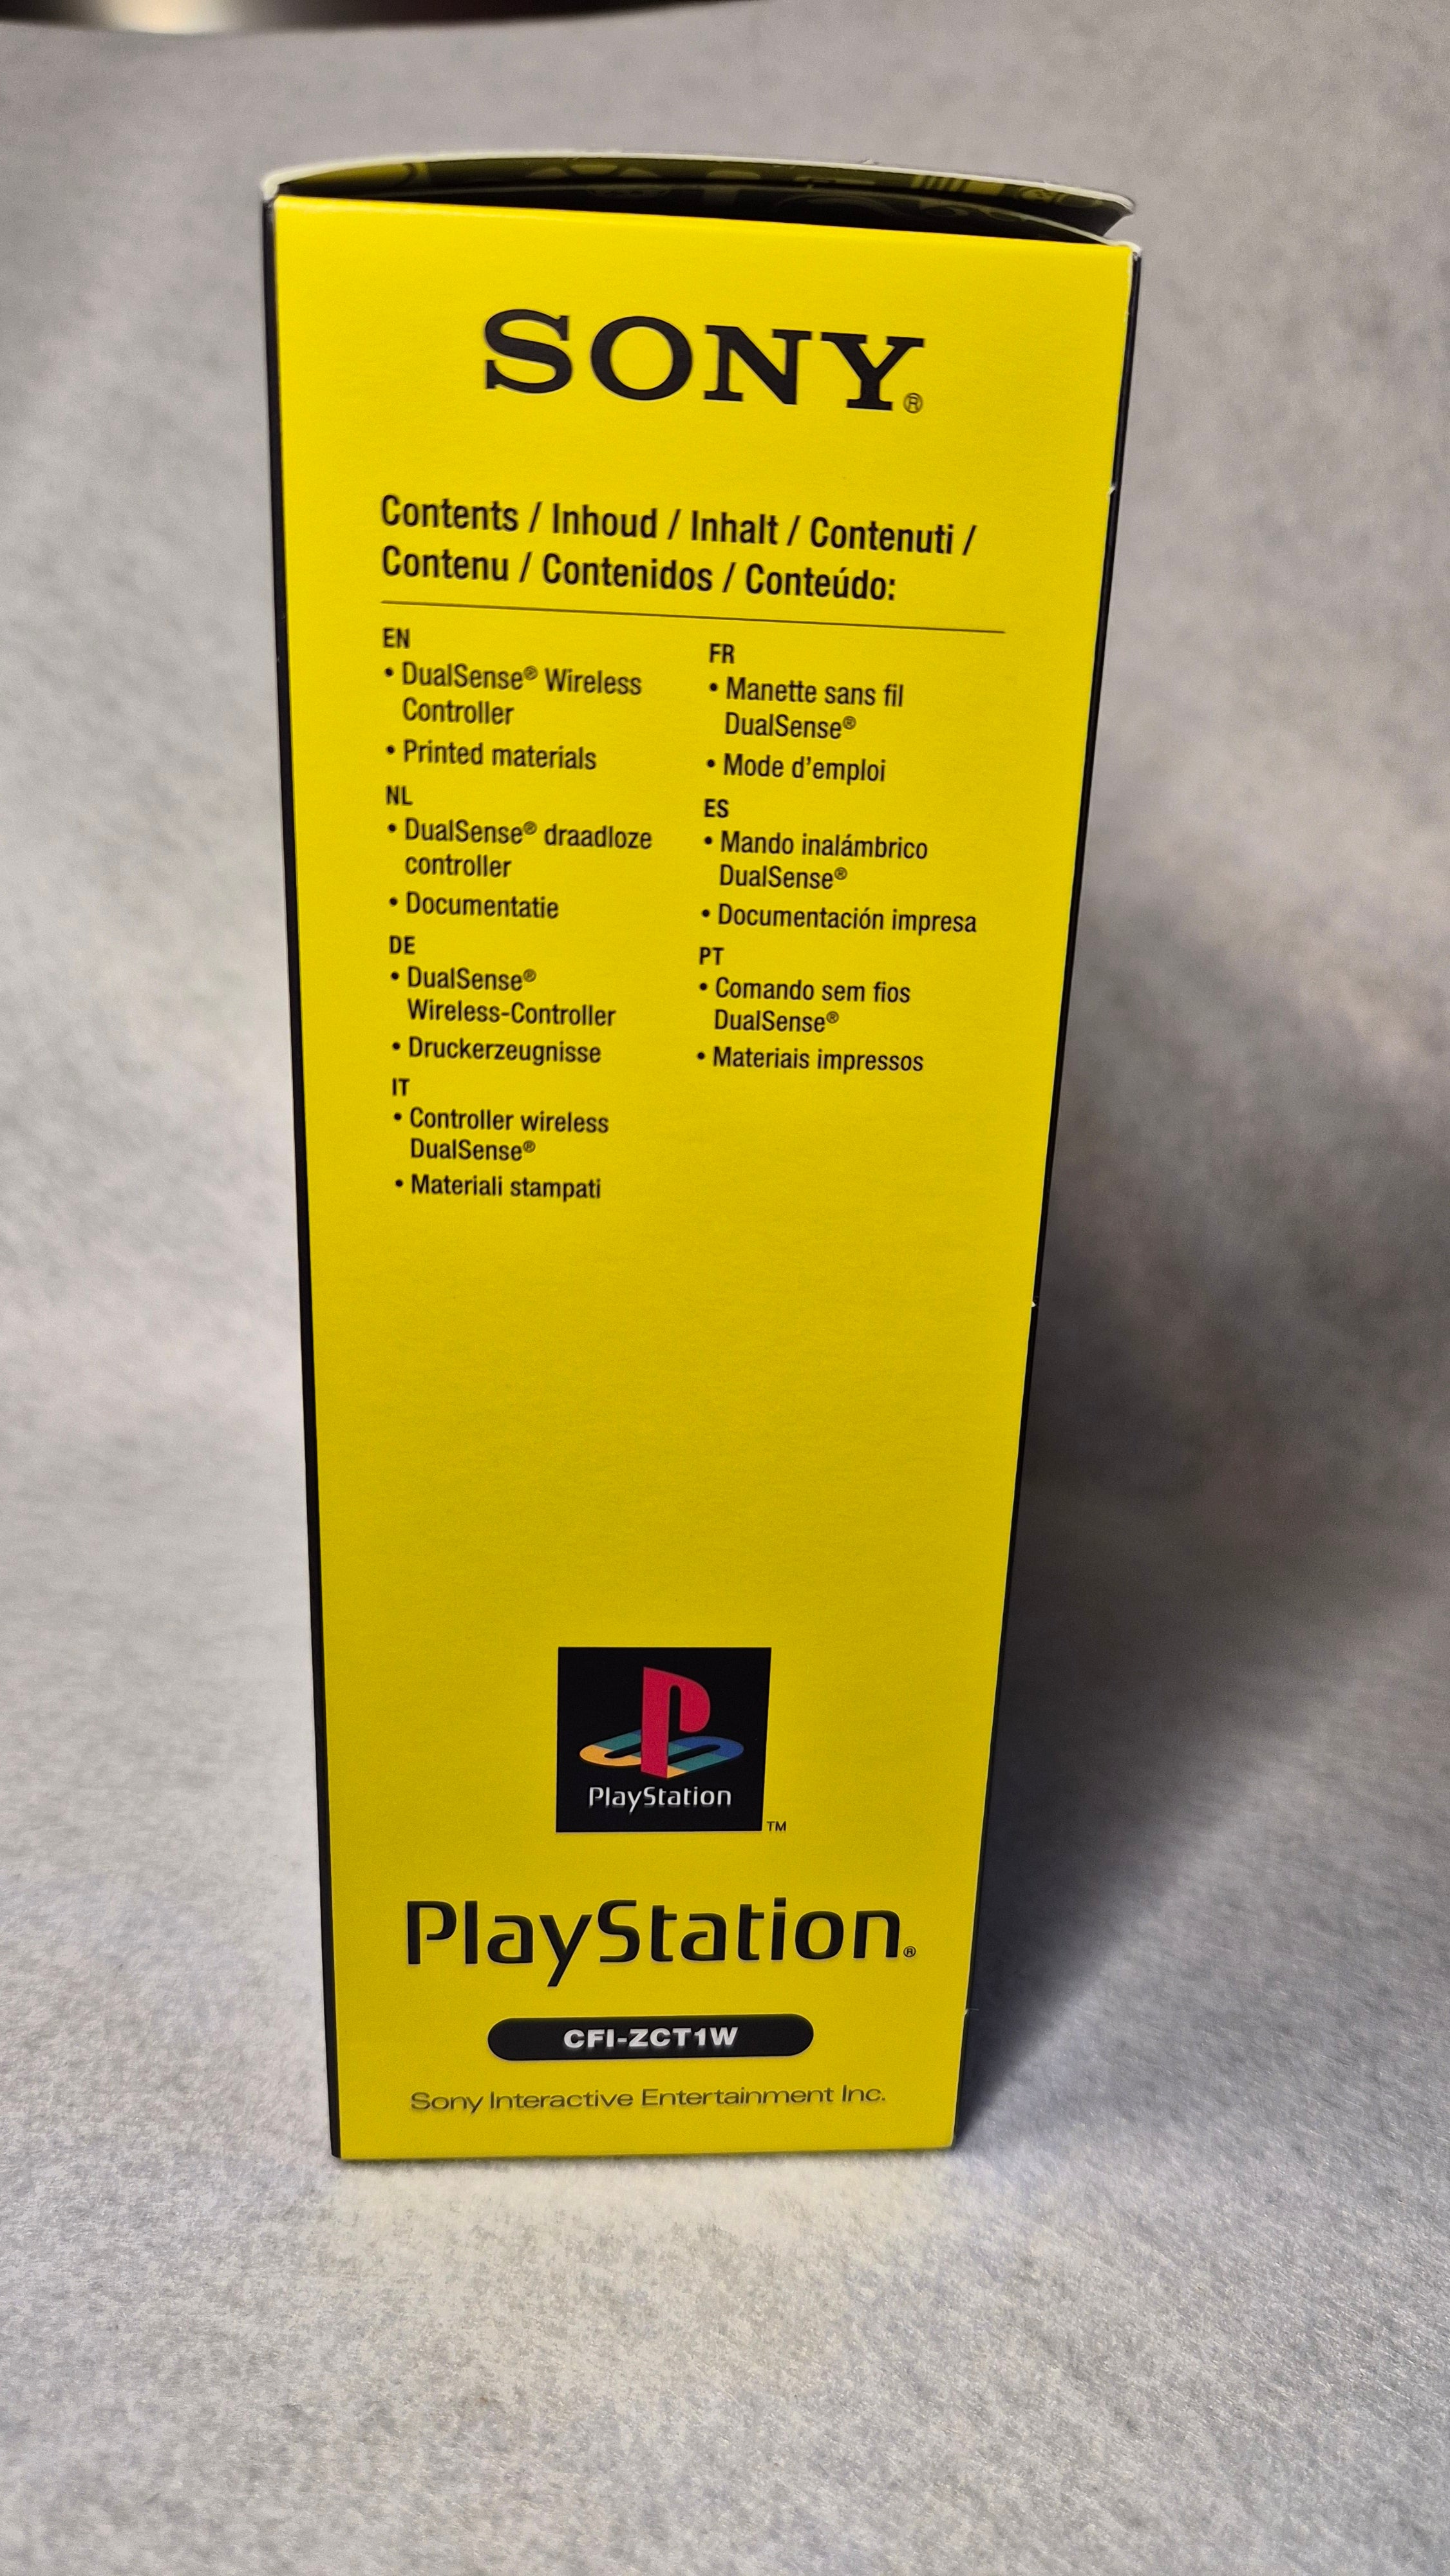 SONY®
Contents / Inhoud / Inhalt / Contenuti /
Contenu / Contenidos / Conteúdo:
EN
• DualSense® Wireless
Controller
• Printed materials
NL
• DualSense® draadloze
controller
• Documentatie
DE
• DualSense®
Wireless-Controller
• Druckerzeugnisse
IT
• Controller wireless
DualSense®
• Materiali stampati
FR
• Manette sans fil
DualSense®
• Mode d’emploi
ES
• Mando inalámbrico
DualSense®
• Documentación impresa
PT
• Comando sem fios
DualSense®
• Materiais impressos
PlayStation
TM
PlayStation®
CFI-ZCT1W
Sony Interactive Entertainment Inc.